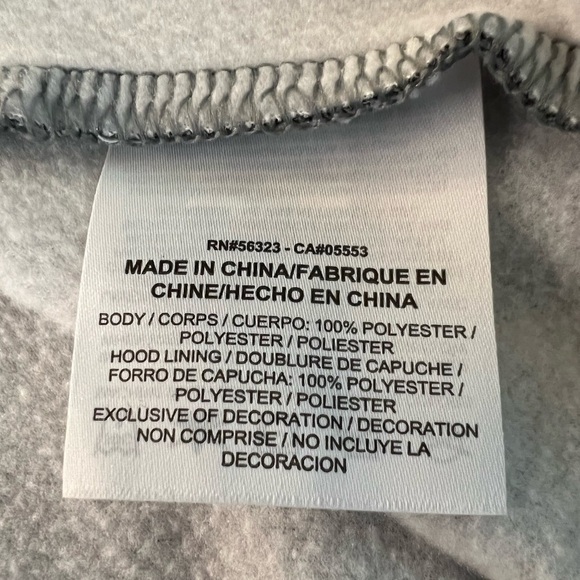 RN#56323 - CA#05553
MADE IN CHINA/FABRIQUE EN
CHINE/HECHO EN CHINA
BODY / CORPS / CUERPO: 100% POLYESTER /
POLYESTER / POLIESTER
HOOD LINING / DOUBLURE DE CAPUCHE /
FORRO DE CAPUCHA: 100% POLYESTER /
POLYESTER / POLIESTER
EXCLUSIVE OF DECORATION / DECORATION
NON COMPRISE / NO INCLUYE LA
DECORACION